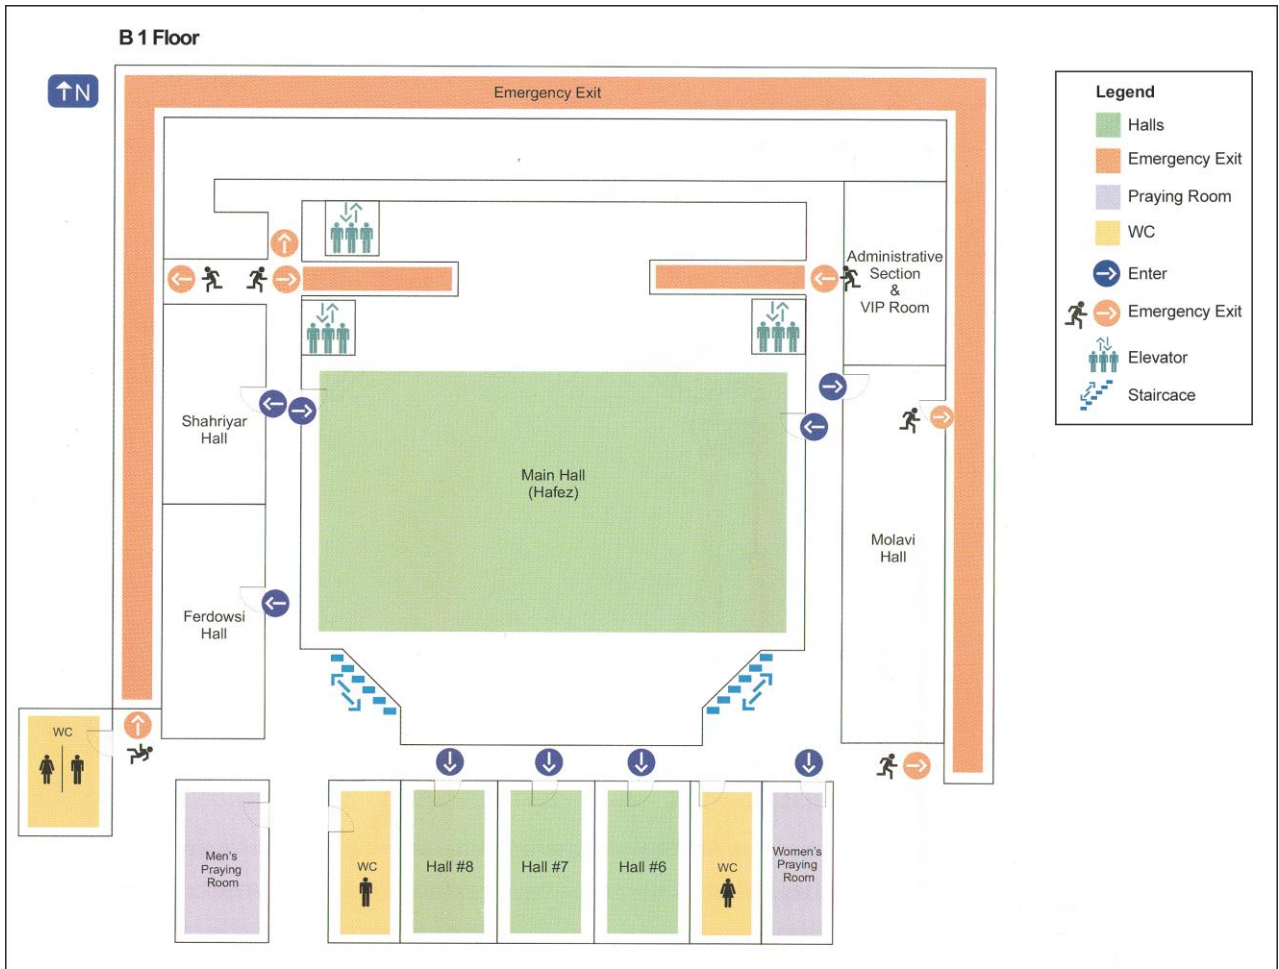 B 1 Floor
N
Emergency Exit
Legend
Halls
Emergency Exit
Praying Room
WC
Enter
Emergency Exit
Elevator
Staircace
Administrative
Section
&
VIP Room
Shahriyar
Hall
Main Hall
(Hafez)
Molavi
Hall
Ferdowsi
Hall
WC
Men's
Praying
Room
WC
Hall #8
Hall #7
Hall #6
WC
Women's
Praying
Room